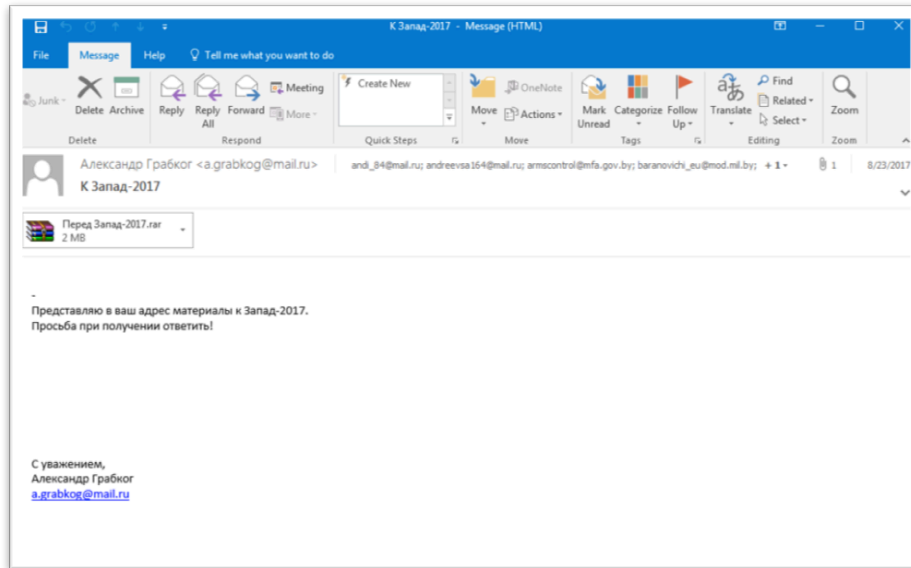 К Запад-2017 - Message (HTML)
File Message Help Tell me what you want to do
Junk
Delete Archive
Reply Reply All Forward
Meeting
More
Create New
Move
OneNote
Actions
Mark Unread Categorize Follow Up
Translate
Find
Related
Select
Zoom
Delete Respond Quick Steps Move Tags Editing Zoom
Александр Грабког <a.grabkog@mail.ru> andi_84@mail.ru; andreevsa164@mail.ru; armscontrol@mfa.gov.by; baranovichi_eu@mod.mil.by; + 1 1 8/23/2017
К Запад-2017
Перед Запад-2017.rar
2 MB
-
Представляю в ваш адрес материалы к Запад-2017.
Просьба при получении ответить!
С уважением,
Александр Грабког
a.grabkog@mail.ru